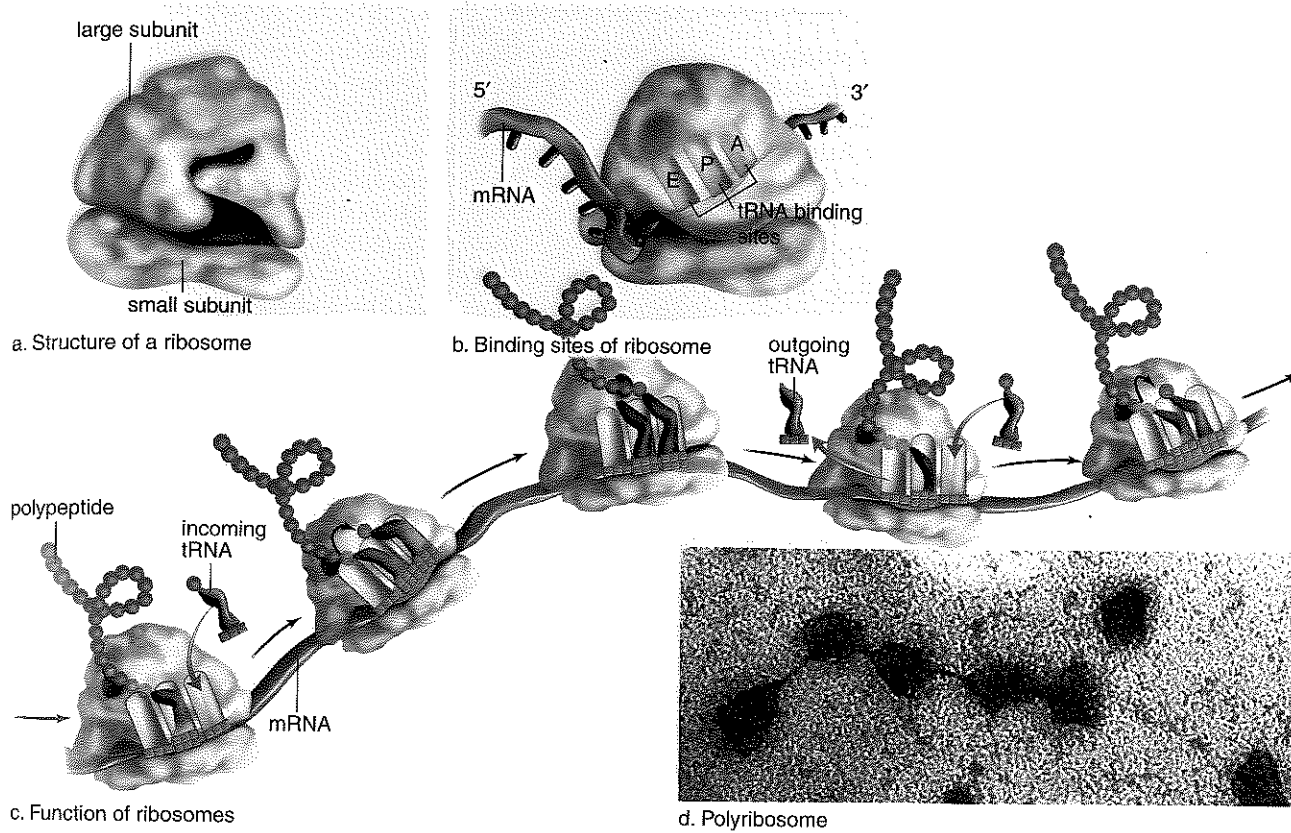 large subunit
small subunit
a. Structure of a ribosome
5′
3′
mRNA
E
P
A
tRNA binding
sites
b. Binding sites of ribosome
outgoing
tRNA
polypeptide
incoming
tRNA
mRNA
c. Function of ribosomes
d. Polyribosome